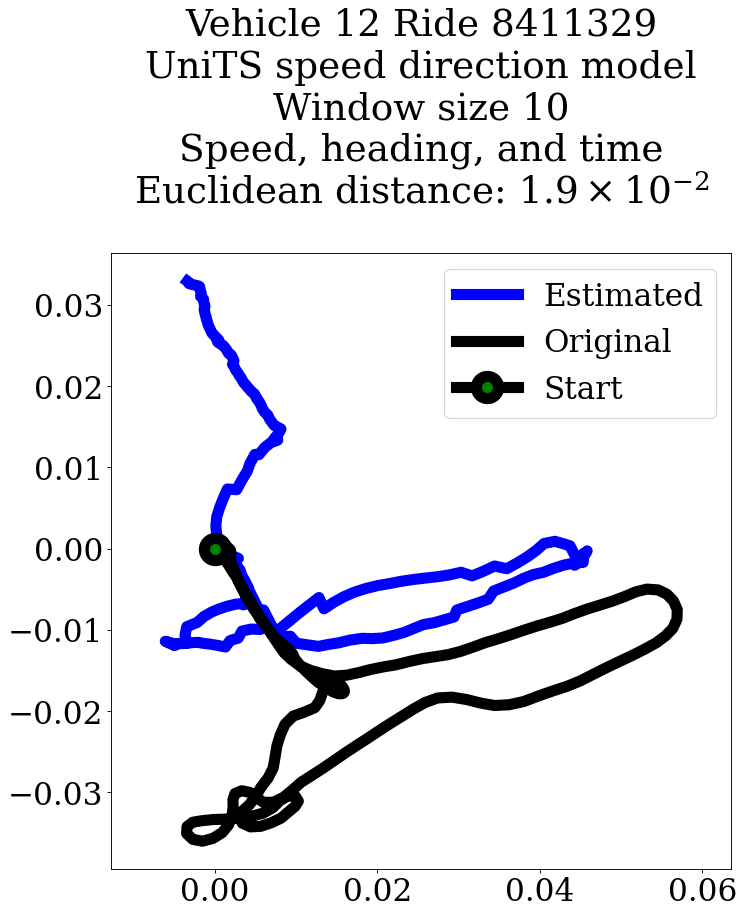 Vehicle 12 Ride 8411329
UniTS speed direction model
Window size 10
Speed, heading, and time
Euclidean distance: 1.9 × 10⁻²
Estimated
Original
Start
0.03
0.02
0.01
0.00
−0.01
−0.02
−0.03
0.00 0.02 0.04 0.06